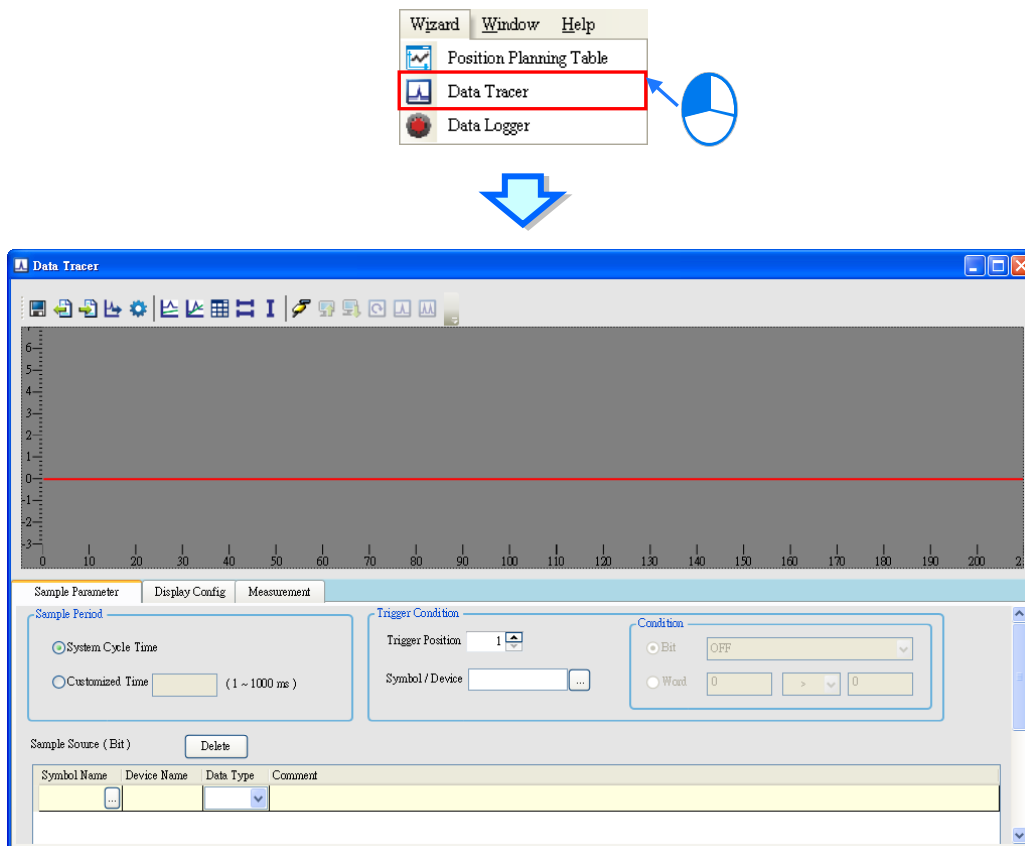 Wizard Window Help
Position Planning Table
Data Tracer
Data Logger
Data Tracer
6
5
4
3
2
1
0
-1
-2
-3
0 10 20 30 40 50 60 70 80 90 100 110 120 130 140 150 160 170 180 190 200 2
Sample Parameter Display Config Measurement
Sample Period
System Cycle Time
Customized Time (1 ~ 1000 ms )
Trigger Condition
Trigger Position 1
Symbol / Device ...
Condition
Bit OFF
Word 0 > 0
Sample Source ( Bit ) Delete
Symbol Name Device Name Data Type Comment
...